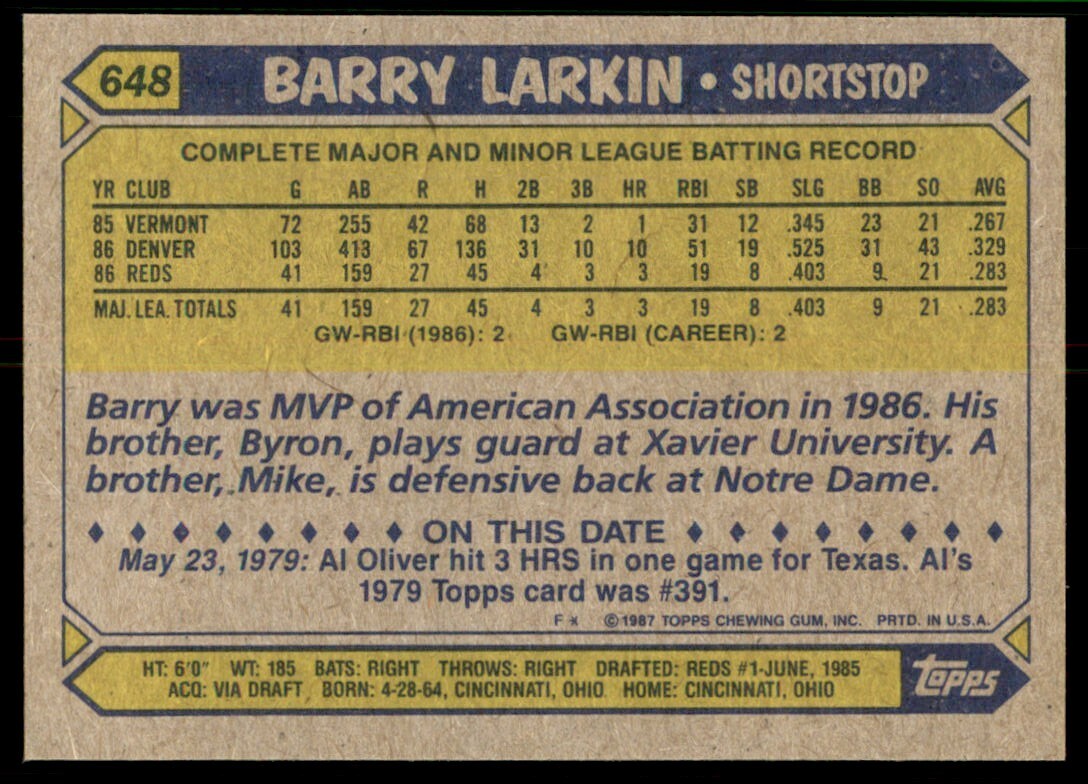 648 BARRY LARKIN • SHORTSTOP
COMPLETE MAJOR AND MINOR LEAGUE BATTING RECORD
YR CLUB G AB R H 2B 3B HR RBI SB SLG BB SO AVG
85 VERMONT 72 255 42 68 13 2 1 31 12 .345 23 21 .267
86 DENVER 103 413 67 136 31 10 10 51 19 .525 31 43 .329
86 REDS 41 159 27 45 4 3 3 19 8 .403 9 21 .283
MAJ. LEA. TOTALS 41 159 27 45 4 3 3 19 8 .403 9 21 .283
GW-RBI (1986): 2 GW-RBI (CAREER): 2
Barry was MVP of American Association in 1986. His
brother, Byron, plays guard at Xavier University. A
brother, Mike, is defensive back at Notre Dame.
ON THIS DATE
May 23, 1979: Al Oliver hit 3 HRS in one game for Texas. Al's
1979 Topps card was #391.
F * ©1987 TOPPS CHEWING GUM, INC. PRTD. IN U.S.A.
HT: 6'0" WT: 185 BATS: RIGHT THROWS: RIGHT DRAFTED: REDS #1-JUNE, 1985
ACQ: VIA DRAFT BORN: 4-28-64, CINCINNATI, OHIO HOME: CINCINNATI, OHIO
topps